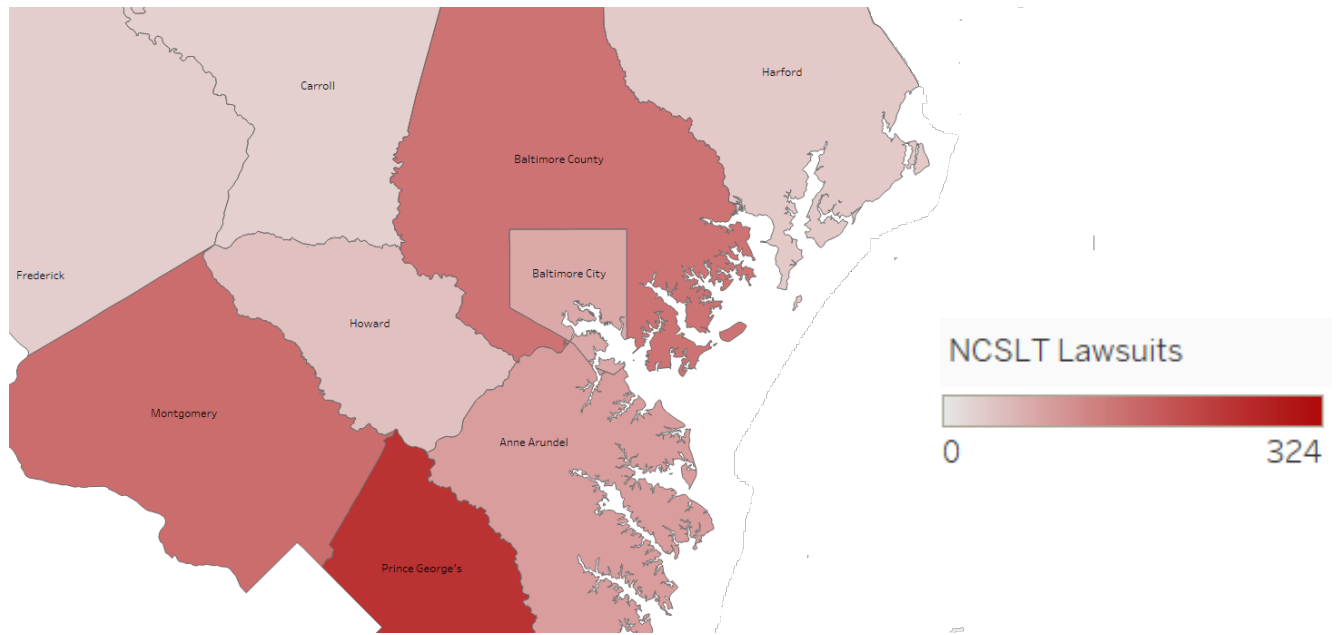 Carroll
Harford
Baltimore County
Frederick
Baltimore City
Howard
Montgomery
Anne Arundel
Prince George's
NCSLT Lawsuits
0 324